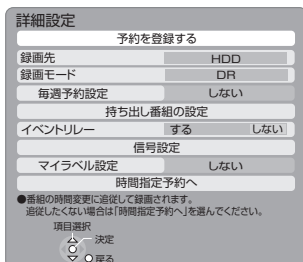 詳細設定
予約を登録する
録画先 HDD
録画モード DR
毎週予約設定 しない
持ち出し番組の設定
イベントリレー する しない
信号設定
マイラベル設定 しない
時間指定予約へ
●番組の時間変更に追従して録画されます。
追従したくない場合は「時間指定予約へ」を選んでください。
項目選択
決定
戻る